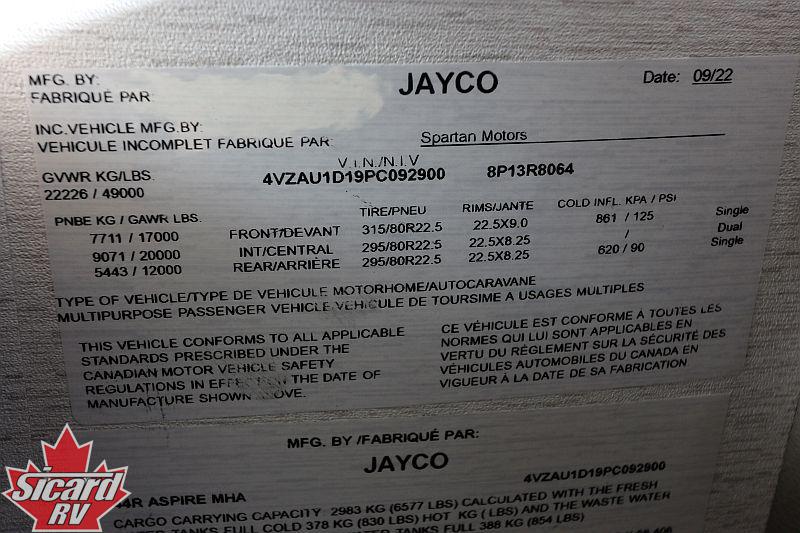 MFG. BY: JAYCO Date: 09/22
FABRIQUÉ PAR:
INC.VEHICLE MFG.BY:
VEHICULE INCOMPLET FABRIQUE PAR: Spartan Motors
V.I.N./N.I.V
GVWR KG/LBS. 4VZAU1D19PC092900 8P13R8064
22226 / 49000
PNBE KG / GAWR LBS. TIRE/PNEU RIMS/JANTE COLD INFL. KPA / PSI
7711 / 17000 FRONT/DEVANT 315/80R22.5 22.5X9.0 861 / 125 Single
9071 / 20000 INT/CENTRAL 295/80R22.5 22.5X8.25 / Dual
5443 / 12000 REAR/ARRIÈRE 295/80R22.5 22.5X8.25 620 / 90 Single
TYPE OF VEHICLE/TYPE DE VEHICULE MOTORHOME/AUTOCARAVANE
MULTIPURPOSE PASSENGER VEHICLE VEHICULE DE TOURSIME A USAGES MULTIPLES
THIS VEHICLE CONFORMS TO ALL APPLICABLE
STANDARDS PRESCRIBED UNDER THE
CANADIAN MOTOR VEHICLE SAFETY
REGULATIONS IN EFFECT ON THE DATE OF
MANUFACTURE SHOWN ABOVE.
CE VÉHICULE EST CONFORME À TOUTES LES
NORMES QUI LUI SONT APPLICABLES EN
VERTU DU RÈGLEMENT SUR LA SÉCURITÉ DES
VÉHICULES AUTOMOBILES DU CANADA EN
VIGUEUR À LA DATE DE SA FABRICATION
MFG. BY /FABRIQUÉ PAR:
JAYCO
4VZAU1D19PC092900
44R ASPIRE MHA
CARGO CARRYING CAPACITY: 2983 KG (6577 LBS) CALCULATED WITH THE FRESH
WATER TANKS FULL COLD 378 KG (830 LBS) HOT KG ( LBS) AND THE WASTE WATER
TANKS FULL 388 KG (854 LBS)
Sicard
RV